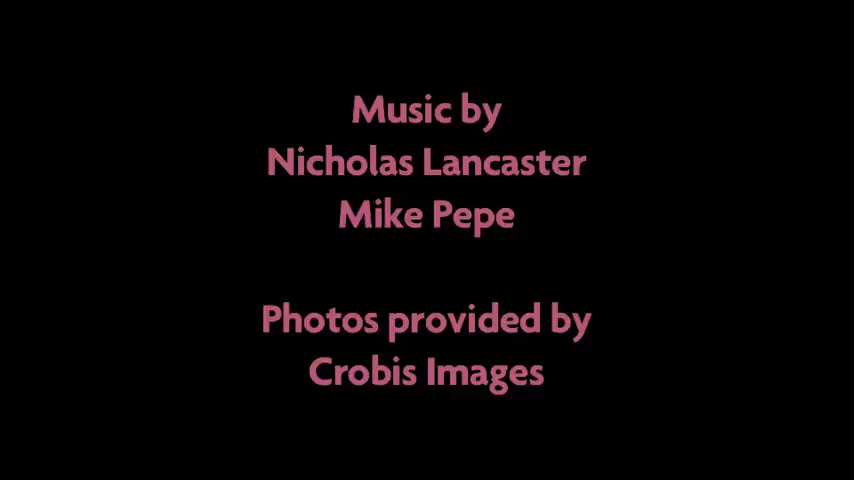 Music by
Nicholas Lancaster
Mike Pepe
Photos provided by
Crobis Images